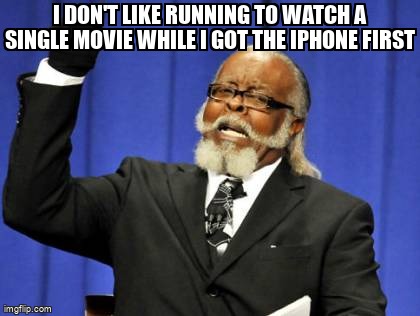 I DON'T LIKE RUNNING TO WATCH A
SINGLE MOVIE WHILE I GOT THE IPHONE FIRST
imgflip.com